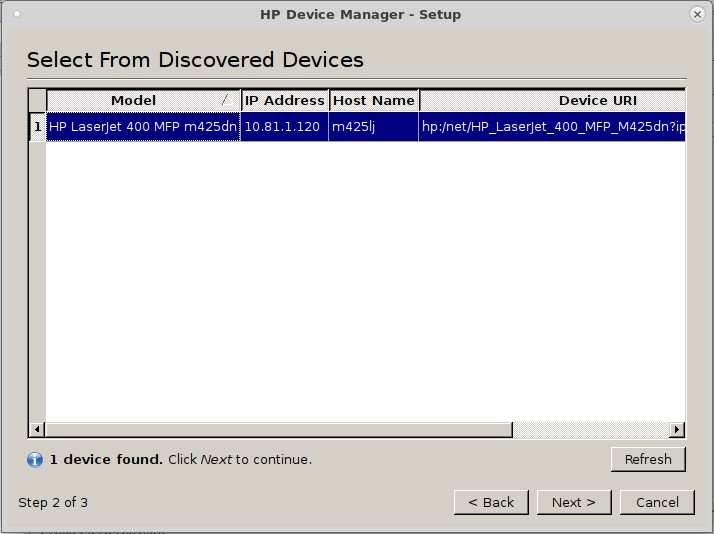 HP Device Manager - Setup
Select From Discovered Devices
Model IP Address Host Name Device URI
1 HP LaserJet 400 MFP m425dn 10.81.1.120 m425lj hp:/net/HP_LaserJet_400_MFP_M425dn?ip
1 device found. Click Next to continue.
Refresh
Step 2 of 3
< Back Next > Cancel